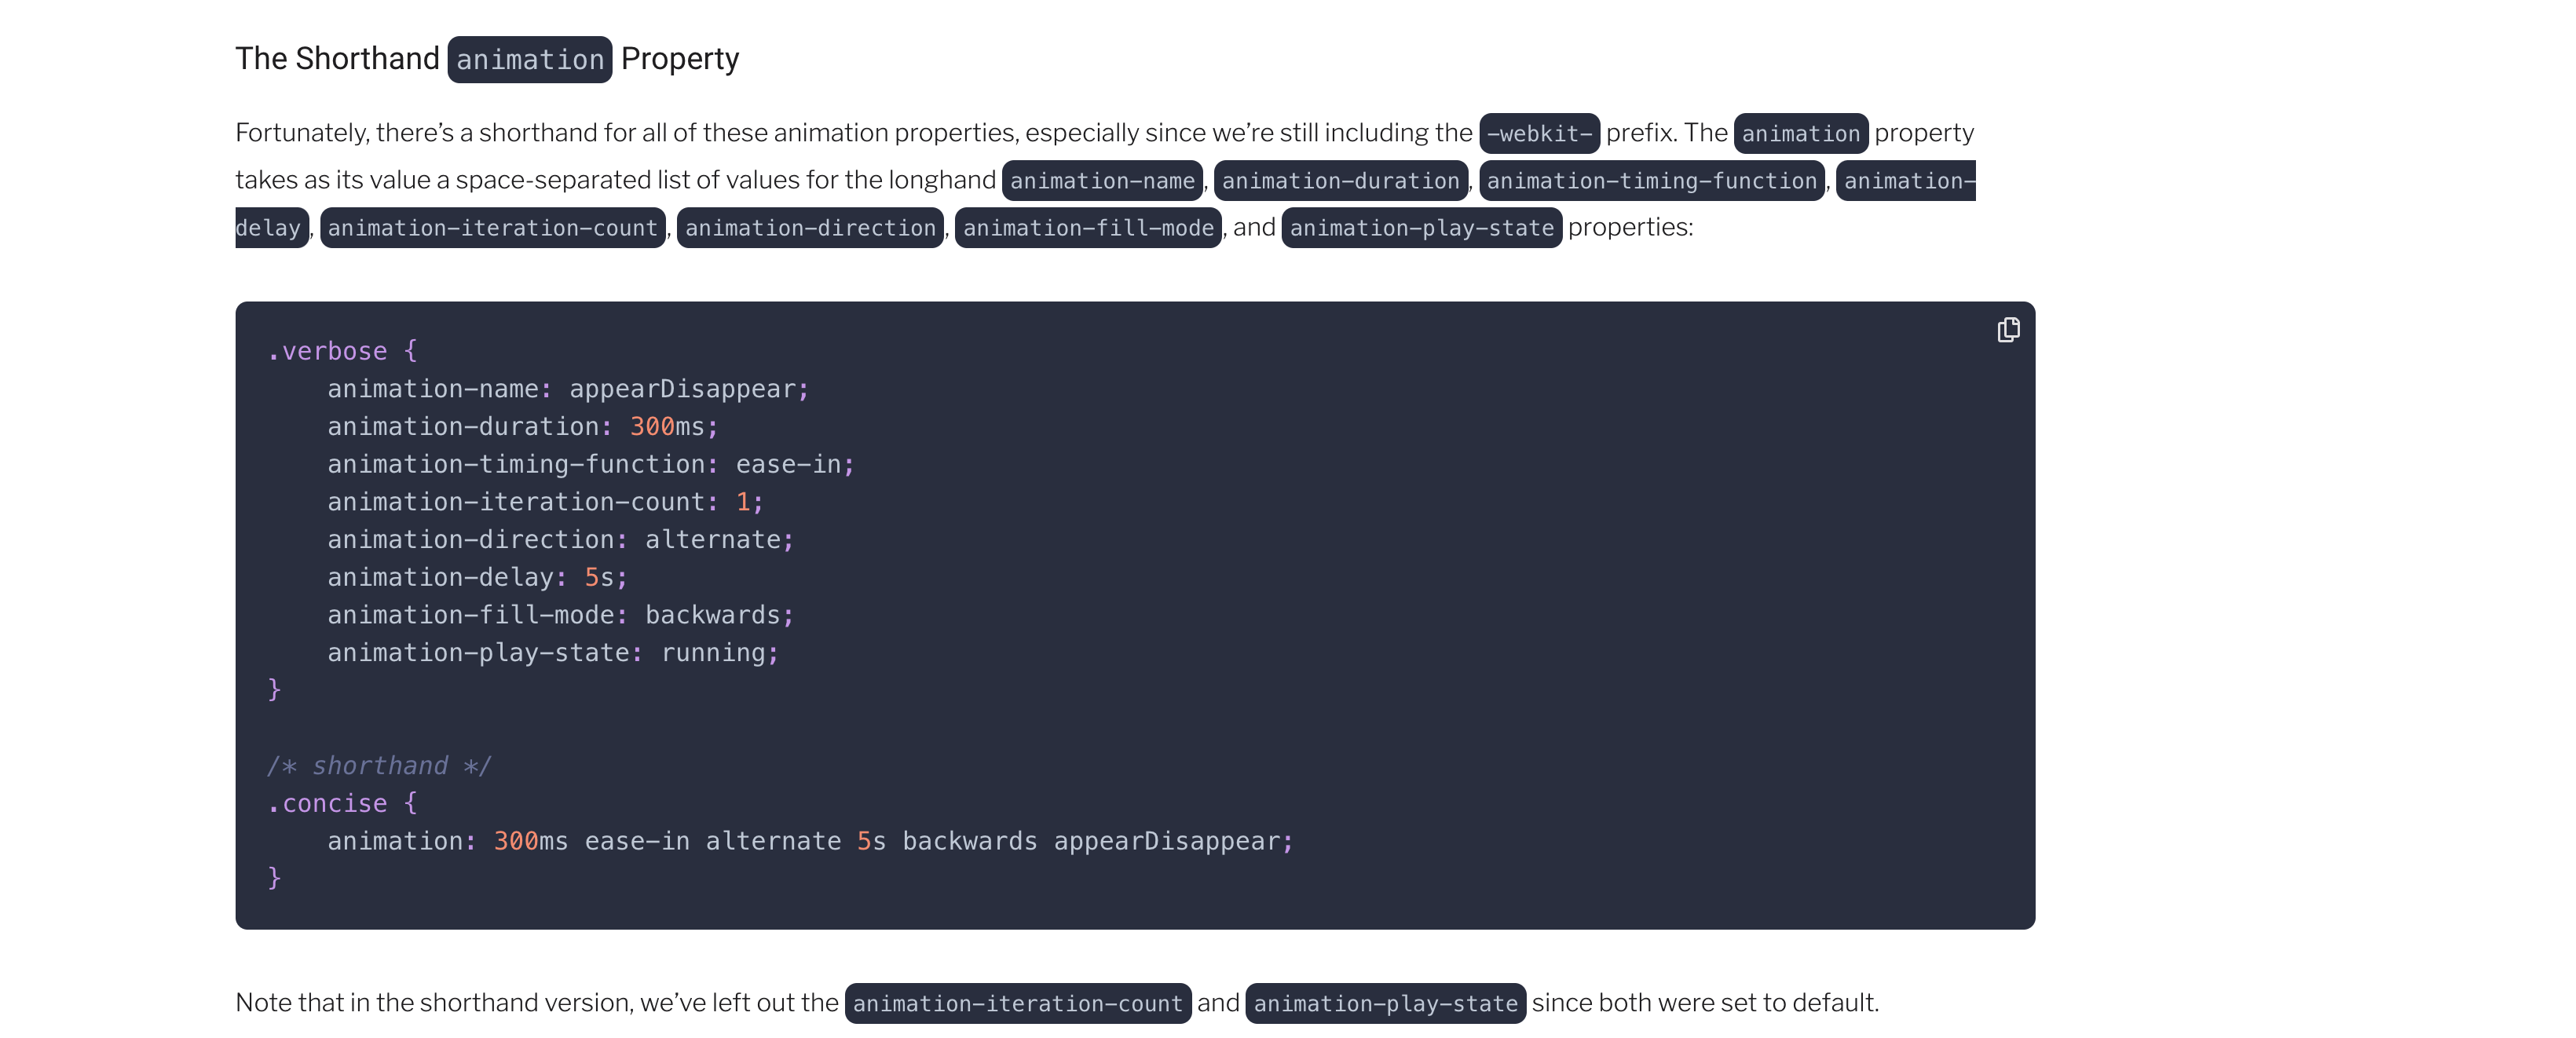 The Shorthand animation Property
Fortunately, there’s a shorthand for all of these animation properties, especially since we’re still including the -webkit- prefix. The animation property
takes as its value a space-separated list of values for the longhand animation-name, animation-duration, animation-timing-function, animation-
delay, animation-iteration-count, animation-direction, animation-fill-mode, and animation-play-state properties:
.verbose {
    animation-name: appearDisappear;
    animation-duration: 300ms;
    animation-timing-function: ease-in;
    animation-iteration-count: 1;
    animation-direction: alternate;
    animation-delay: 5s;
    animation-fill-mode: backwards;
    animation-play-state: running;
}
/* shorthand */
.concise {
    animation: 300ms ease-in alternate 5s backwards appearDisappear;
}
Note that in the shorthand version, we’ve left out the animation-iteration-count and animation-play-state since both were set to default.